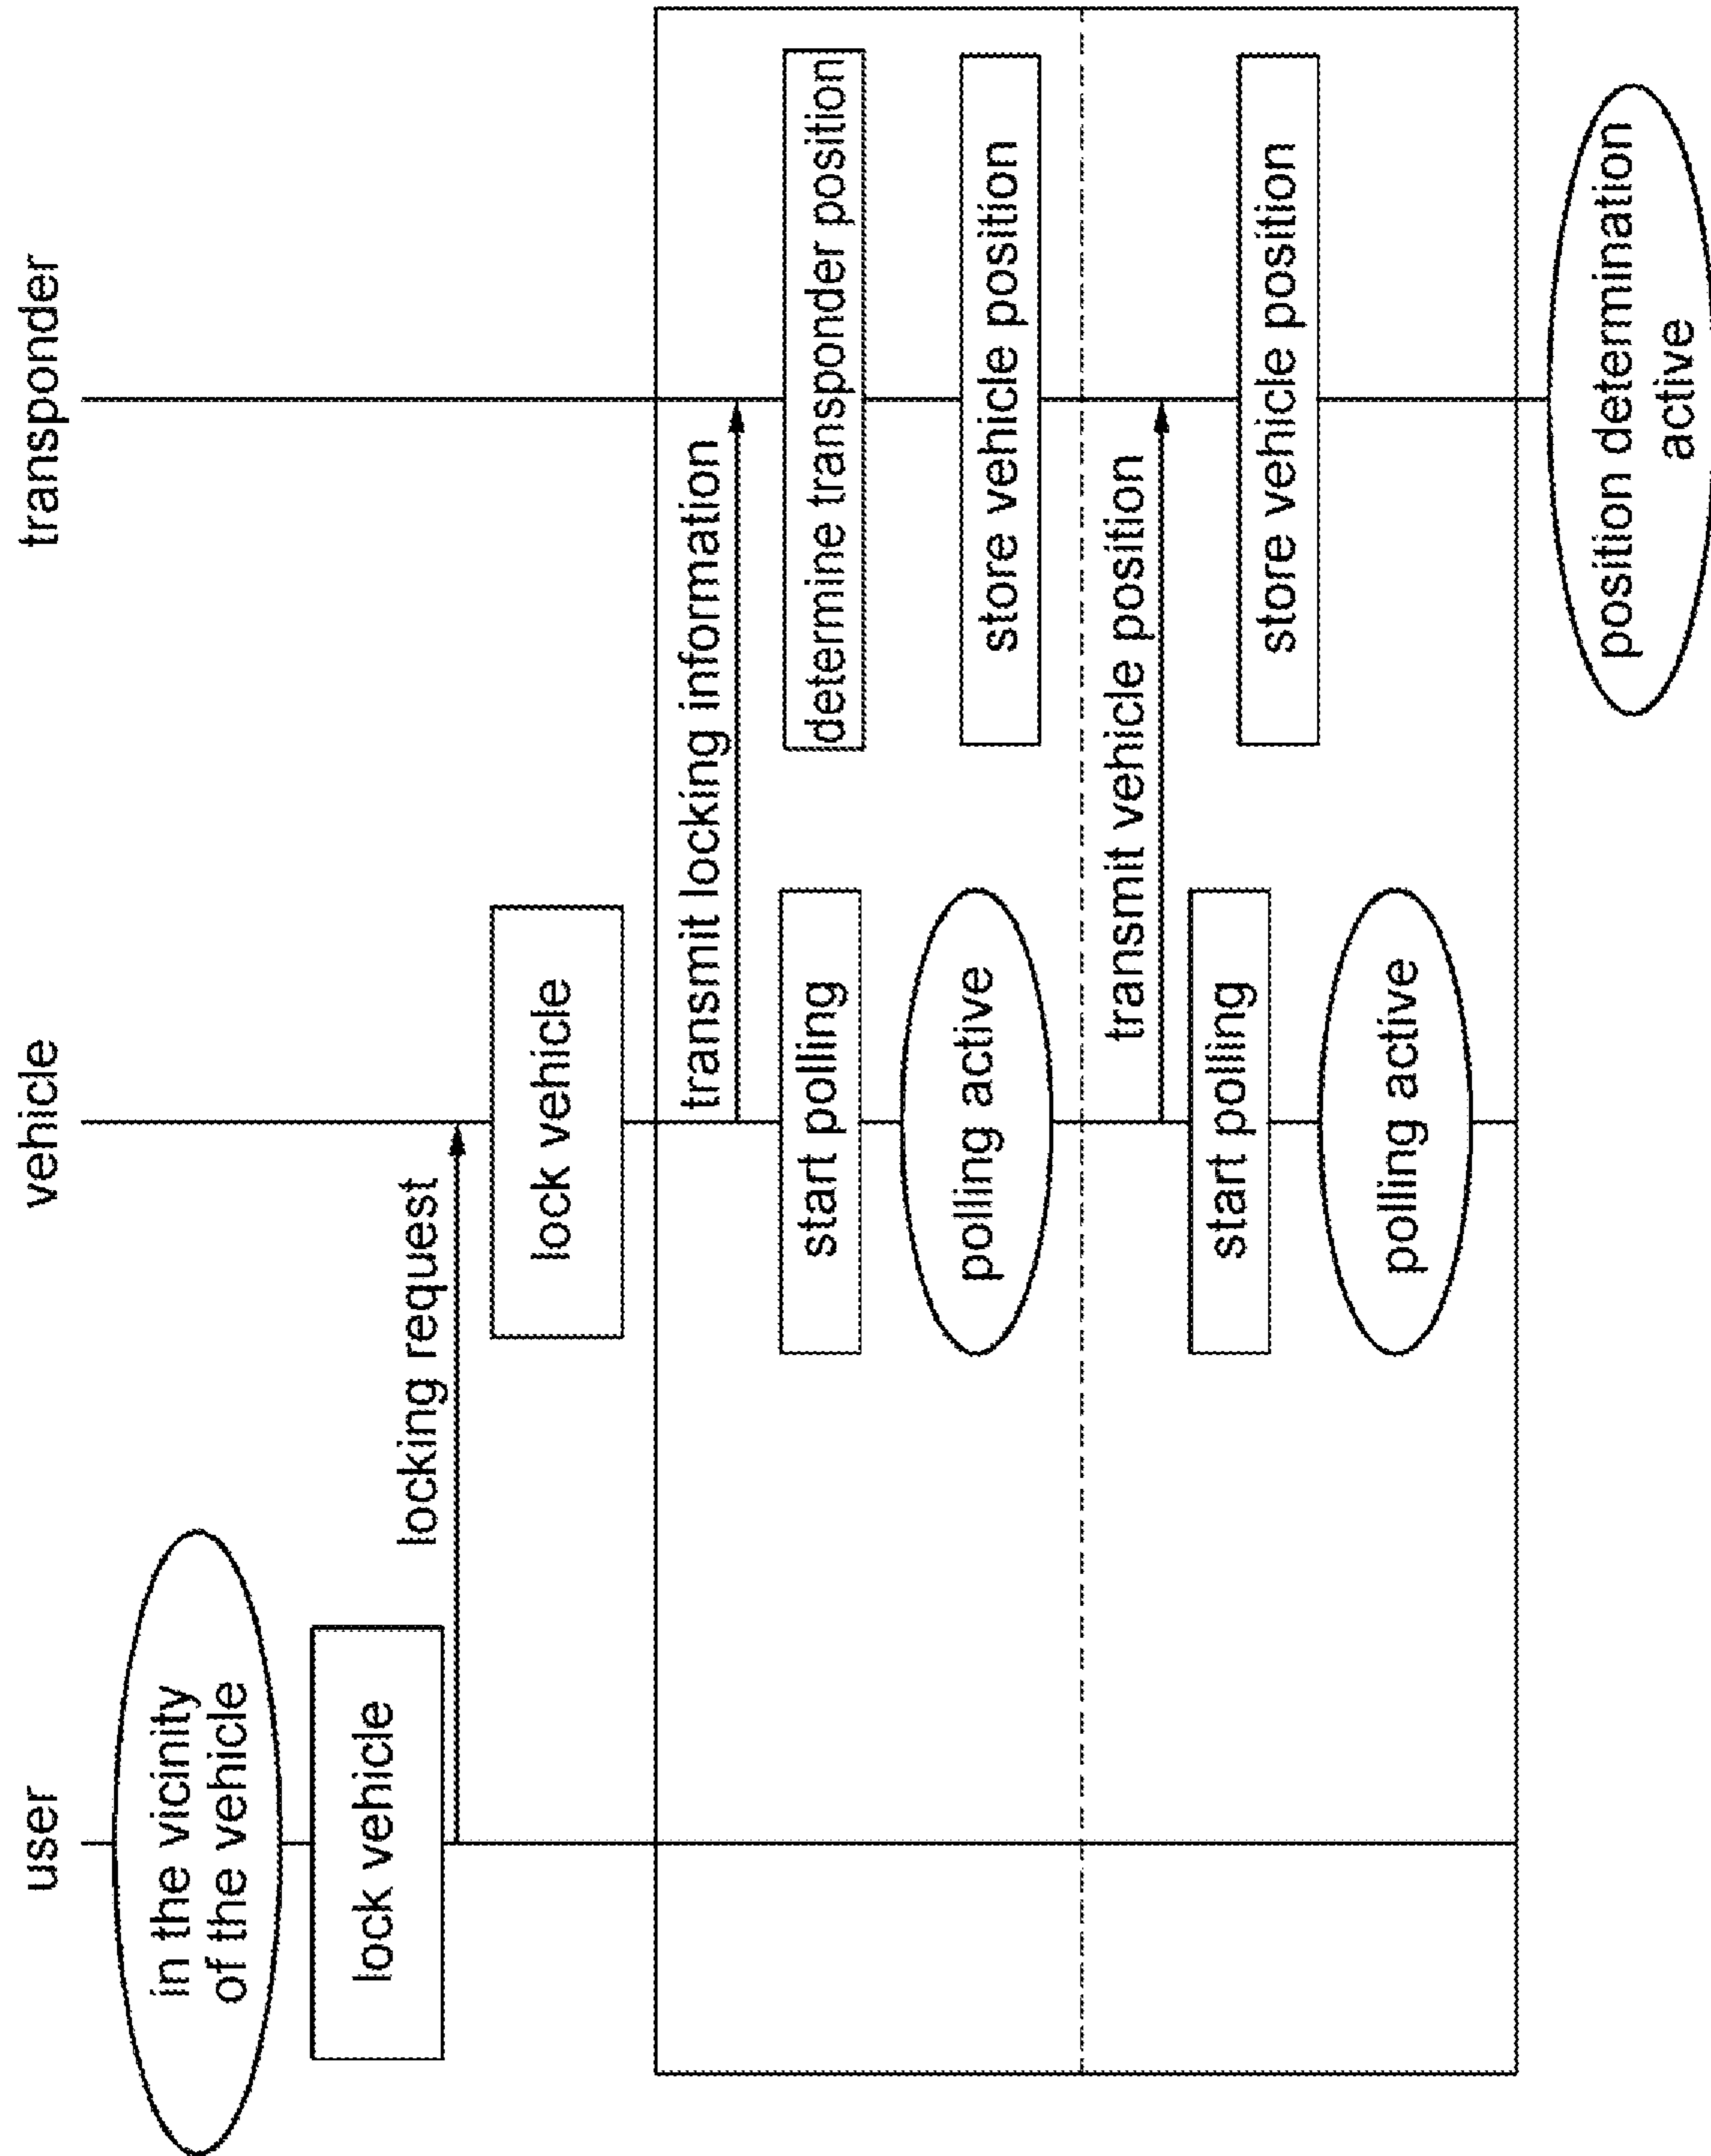 user
vehicle
transponder
in the vicinity
of the vehicle
lock vehicle
locking request
lock vehicle
transmit locking information
start polling
determine transponder position
polling active
store vehicle position
transmit vehicle position
start polling
store vehicle position
polling active
position determination
active